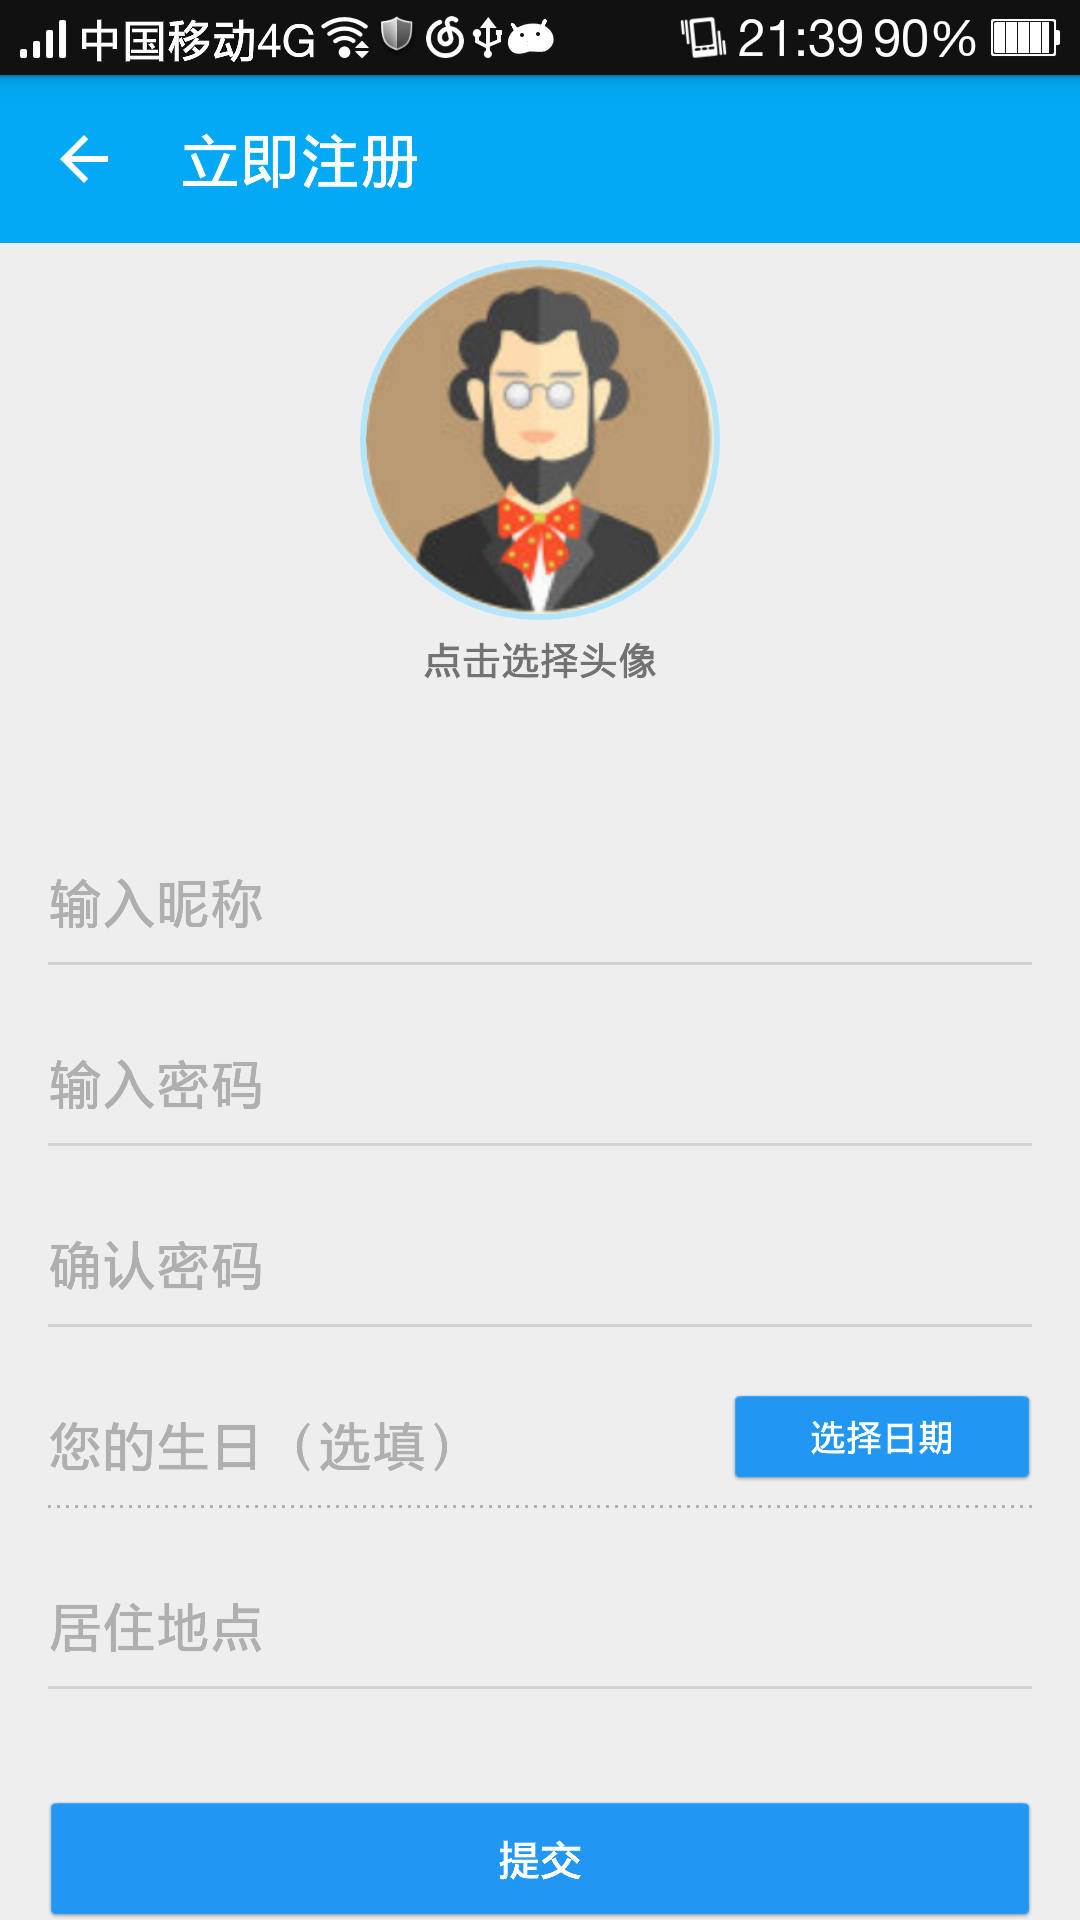 中国移动4G 21:39 90%
立即注册
点击选择头像
输入昵称
输入密码
确认密码
您的生日（选填） 选择日期
居住地点
提交